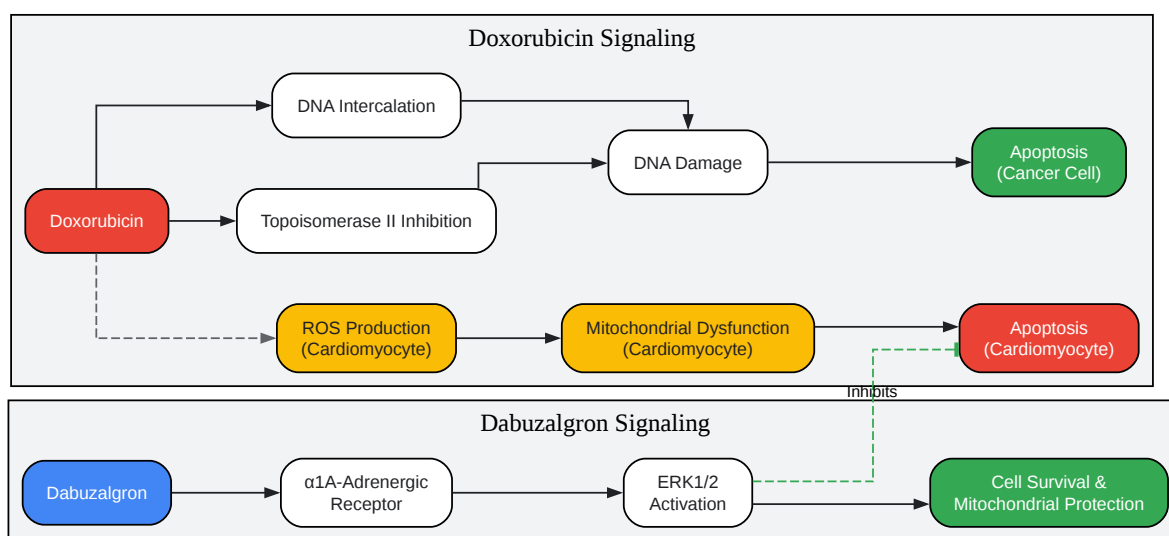 Doxorubicin Signaling
DNA Intercalation
DNA Damage
Apoptosis
(Cancer Cell)
Doxorubicin
Topoisomerase II Inhibition
ROS Production
(Cardiomyocyte)
Mitochondrial Dysfunction
(Cardiomyocyte)
Apoptosis
(Cardiomyocyte)
Inhibits
Dabuzalgron Signaling
Dabuzalgron
α1A-Adrenergic
Receptor
ERK1/2
Activation
Cell Survival &
Mitochondrial Protection